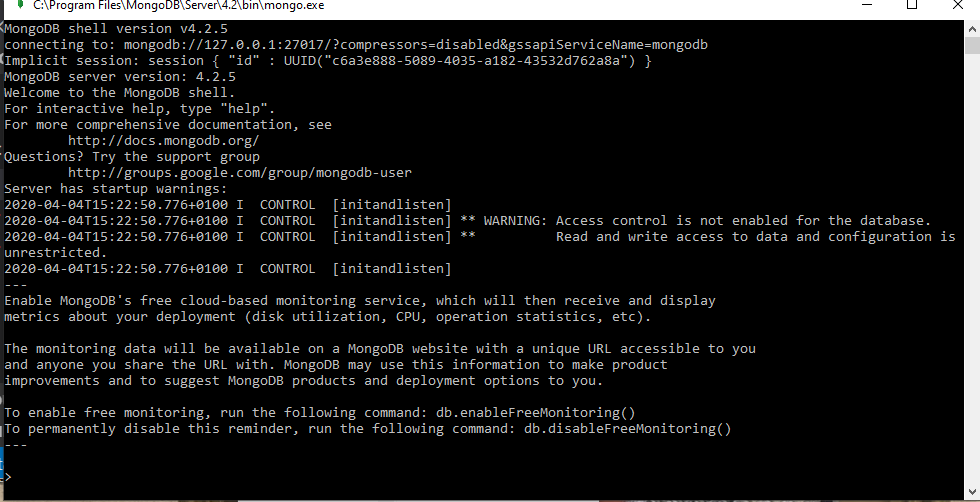 C:\Program Files\MongoDB\Server\4.2\bin\mongo.exe
MongoDB shell version v4.2.5
connecting to: mongodb://127.0.0.1:27017/?compressors=disabled&gssapiServiceName=mongodb
Implicit session: session { "id" : UUID("c6a3e888-5089-4035-a182-43532d762a8a") }
MongoDB server version: 4.2.5
Welcome to the MongoDB shell.
For interactive help, type "help".
For more comprehensive documentation, see
        http://docs.mongodb.org/
Questions? Try the support group
        http://groups.google.com/group/mongodb-user
Server has startup warnings:
2020-04-04T15:22:50.776+0100 I  CONTROL  [initandlisten]
2020-04-04T15:22:50.776+0100 I  CONTROL  [initandlisten] ** WARNING: Access control is not enabled for the database.
2020-04-04T15:22:50.776+0100 I  CONTROL  [initandlisten] **          Read and write access to data and configuration is
unrestricted.
2020-04-04T15:22:50.776+0100 I  CONTROL  [initandlisten]
---
Enable MongoDB's free cloud-based monitoring service, which will then receive and display
metrics about your deployment (disk utilization, CPU, operation statistics, etc).

The monitoring data will be available on a MongoDB website with a unique URL accessible to you
and anyone you share the URL with. MongoDB may use this information to make product
improvements and to suggest MongoDB products and deployment options to you.

To enable free monitoring, run the following command: db.enableFreeMonitoring()
To permanently disable this reminder, run the following command: db.disableFreeMonitoring()
---

>